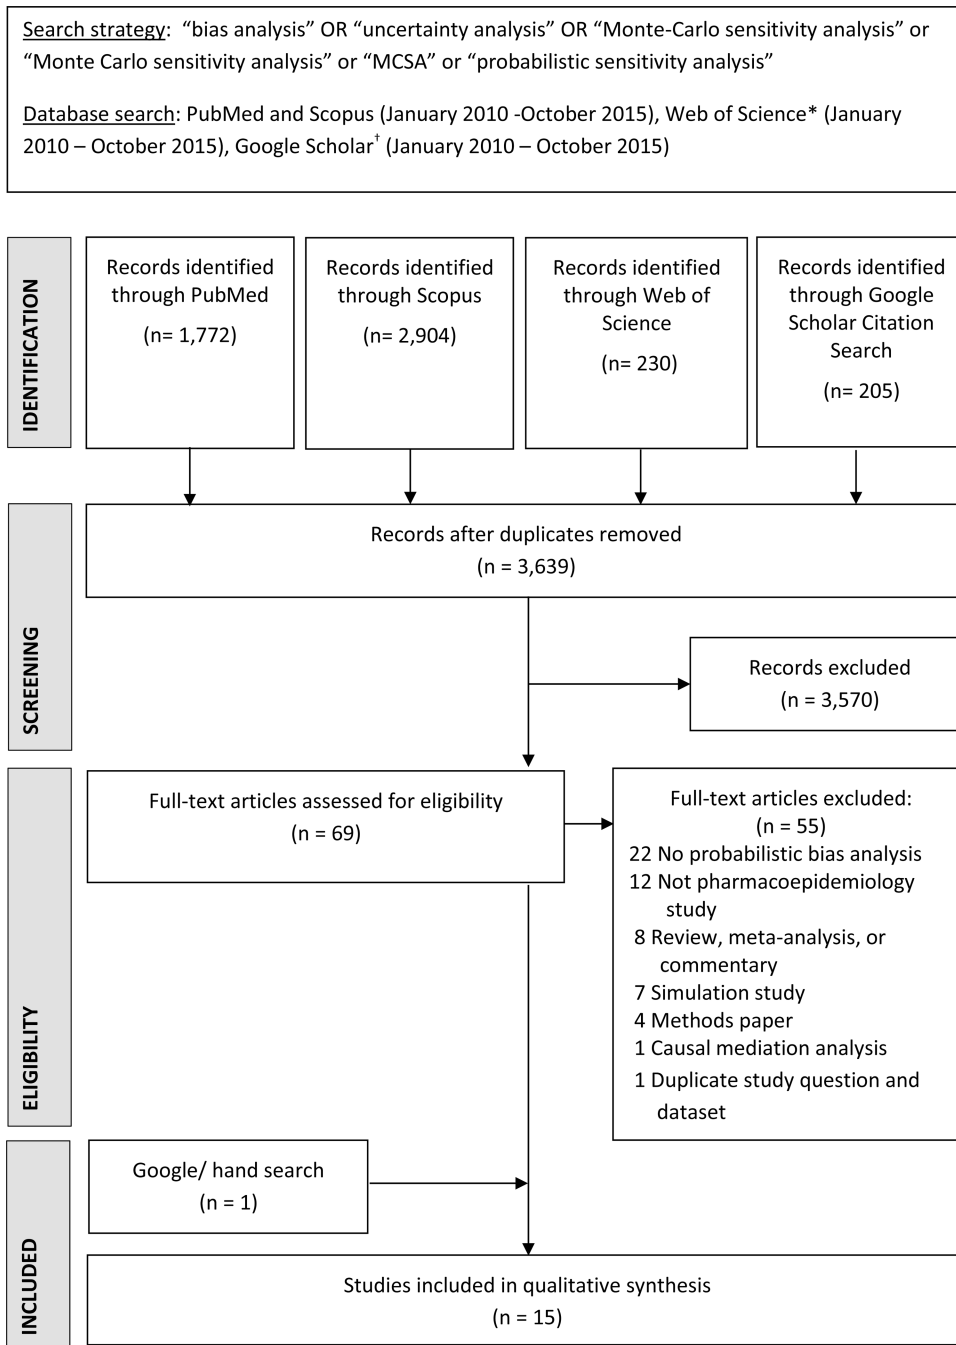 Search strategy: “bias analysis” OR “uncertainty analysis” OR “Monte-Carlo sensitivity analysis” or
“Monte Carlo sensitivity analysis” or “MCSA” or “probabilistic sensitivity analysis”
Database search: PubMed and Scopus (January 2010 -October 2015), Web of Science* (January
2010 – October 2015), Google Scholar† (January 2010 – October 2015)
IDENTIFICATION
Records identified
through PubMed
(n= 1,772)
Records identified
through Scopus
(n= 2,904)
Records identified
through Web of
Science
(n= 230)
Records identified
through Google
Scholar Citation
Search
(n= 205)
SCREENING
Records after duplicates removed
(n = 3,639)
Records excluded
(n = 3,570)
ELIGIBILITY
Full-text articles assessed for eligibility
(n = 69)
Full-text articles excluded:
(n = 55)
22 No probabilistic bias analysis
12 Not pharmacoepidemiology
study
8 Review, meta-analysis, or
commentary
7 Simulation study
4 Methods paper
1 Causal mediation analysis
1 Duplicate study question and
dataset
INCLUDED
Google/ hand search
(n = 1)
Studies included in qualitative synthesis
(n = 15)